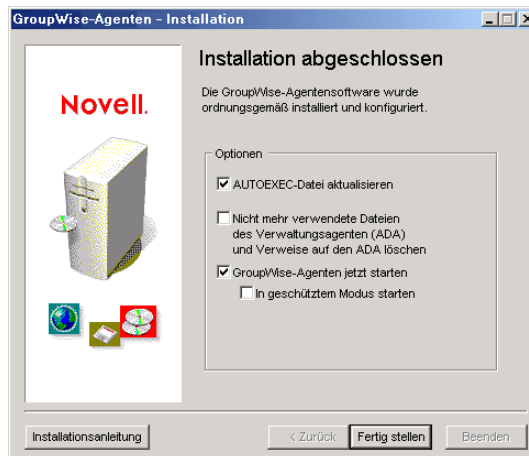 GroupWise-Agenten - Installation
Novell.
Installation abgeschlossen
Die GroupWise-Agentensoftware wurde
ordnungsgemäß installiert und konfiguriert.
Optionen
AUTOEXEC-Datei aktualisieren
Nicht mehr verwendete Dateien
des Verwaltungsagenten (ADA)
und Verweise auf den ADA löschen
GroupWise-Agenten jetzt starten
In geschütztem Modus starten
Installationsanleitung
< Zurück
Fertig stellen
Beenden